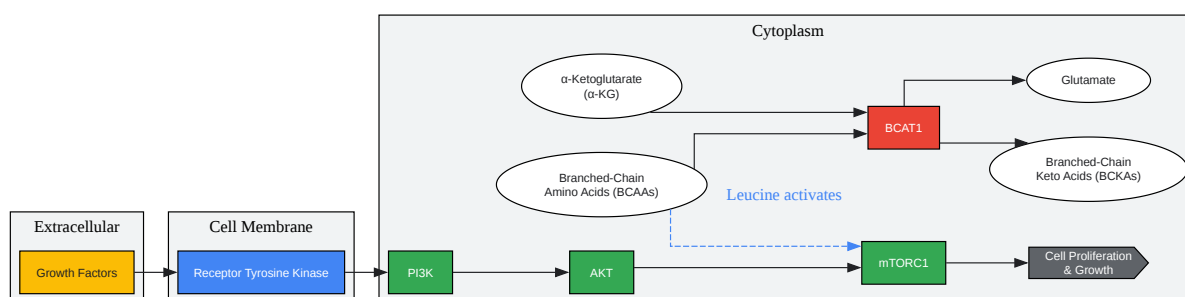 Cytoplasm
α-Ketoglutarate
(α-KG)
Glutamate
BCAT1
Branched-Chain
Amino Acids (BCAAs)
Branched-Chain
Keto Acids (BCKAs)
Leucine activates
Extracellular
Cell Membrane
Growth Factors
Receptor Tyrosine Kinase
PI3K
AKT
mTORC1
Cell Proliferation
& Growth